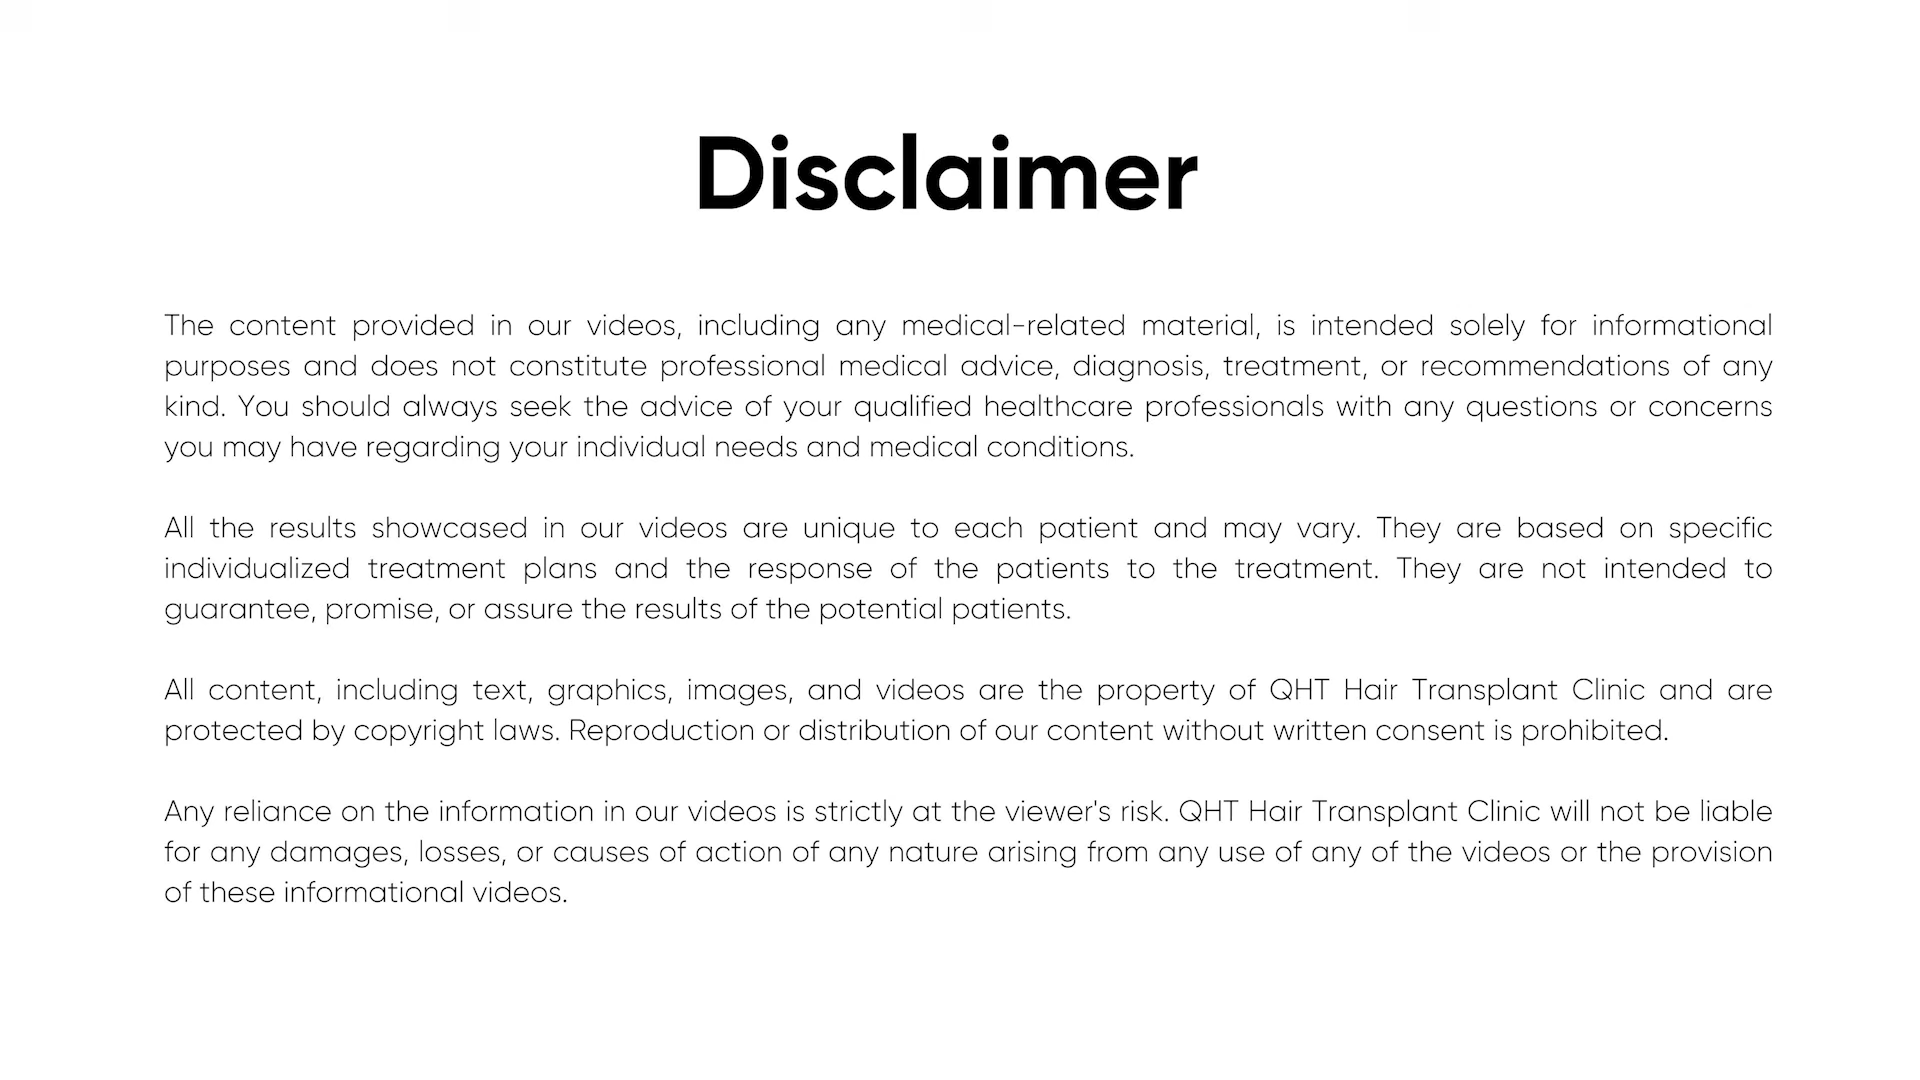 Disclaimer
The content provided in our videos, including any medical-related material, is intended solely for informational
purposes and does not constitute professional medical advice, diagnosis, treatment, or recommendations of any
kind. You should always seek the advice of your qualified healthcare professionals with any questions or concerns
you may have regarding your individual needs and medical conditions.
All the results showcased in our videos are unique to each patient and may vary. They are based on specific
individualized treatment plans and the response of the patients to the treatment. They are not intended to
guarantee, promise, or assure the results of the potential patients.
All content, including text, graphics, images, and videos are the property of QHT Hair Transplant Clinic and are
protected by copyright laws. Reproduction or distribution of our content without written consent is prohibited.
Any reliance on the information in our videos is strictly at the viewer's risk. QHT Hair Transplant Clinic will not be liable
for any damages, losses, or causes of action of any nature arising from any use of any of the videos or the provision
of these informational videos.